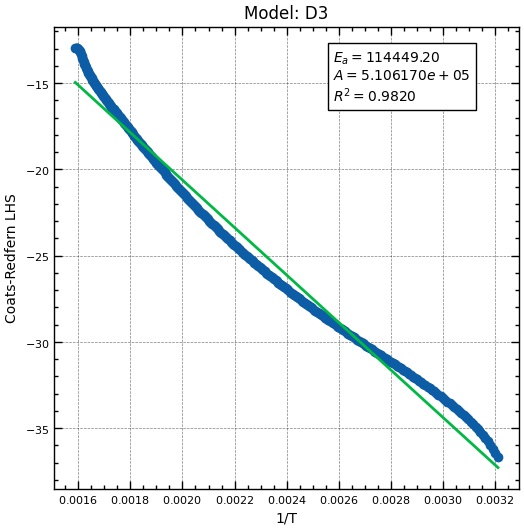 Model: D3
E_a = 114449.20
A = 5.106170e + 05
R^2 = 0.9820
Coats-Redfern LHS
−15
−20
−25
−30
−35
0.0016 0.0018 0.0020 0.0022 0.0024 0.0026 0.0028 0.0030 0.0032
1/T